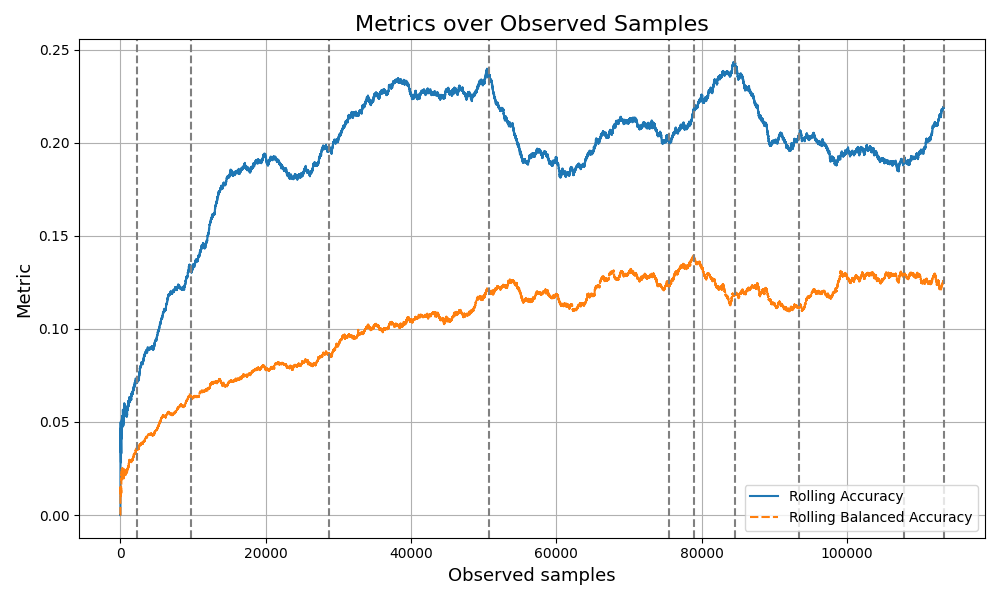 Metrics over Observed Samples
Metric
0.25
0.20
0.15
0.10
0.05
0.00
0
20000
40000
60000
80000
100000
Observed samples
Rolling Accuracy
Rolling Balanced Accuracy